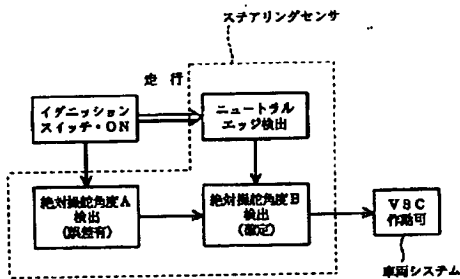 ステアリングセンサ
走行
イグニッション
スイッチ・ON
ニュートラル
エッジ検出
絶対操舵角度A
検出
(誤差有)
絶対操舵角度B
検出
(確定)
VSC
作動可
車両システム